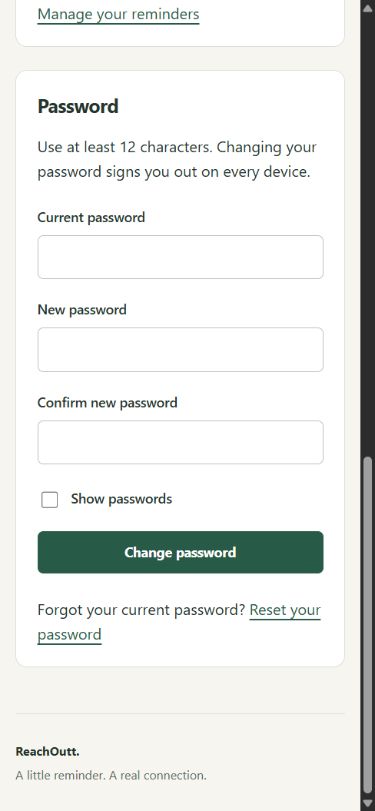 Manage your reminders
Password
Use at least 12 characters. Changing your
password signs you out on every device.
Current password
New password
Confirm new password
Show passwords
Change password
Forgot your current password? Reset your
password
ReachOutt.
A little reminder. A real connection.